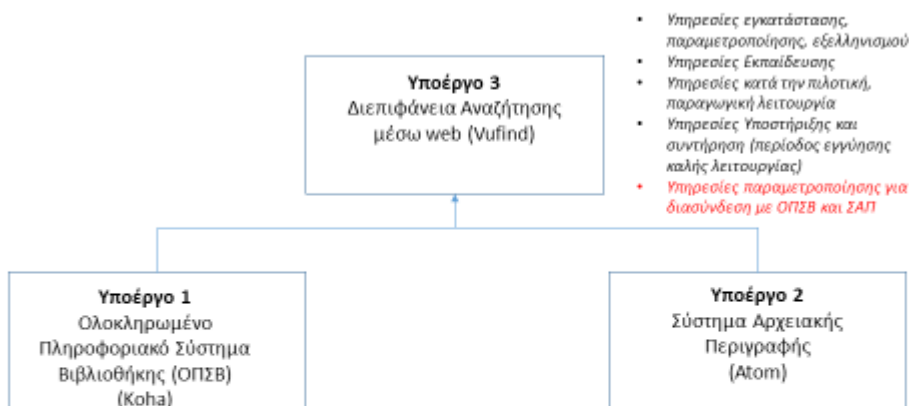 Υποέργο 3
Διεπιφάνεια Αναζήτησης
μέσω web (Vufind)
• Υπηρεσίες εγκατάστασης,
παραμετροποίησης, εξελληνισμού
• Υπηρεσίες Εκπαίδευσης
• Υπηρεσίες κατά την πιλοτική,
παραγωγική λειτουργία
• Υπηρεσίες Υποστήριξης και
συντήρηση (περίοδος εγγύησης
καλής λειτουργίας)
• Υπηρεσίες παραμετροποίησης για
διασύνδεση με ΟΠΣΒ και ΣΑΠ
Υποέργο 1
Ολοκληρωμένο
Πληροφοριακό Σύστημα
Βιβλιοθήκης (ΟΠΣΒ)
(Koha)
Υποέργο 2
Σύστημα Αρχειακής
Περιγραφής
(Atom)